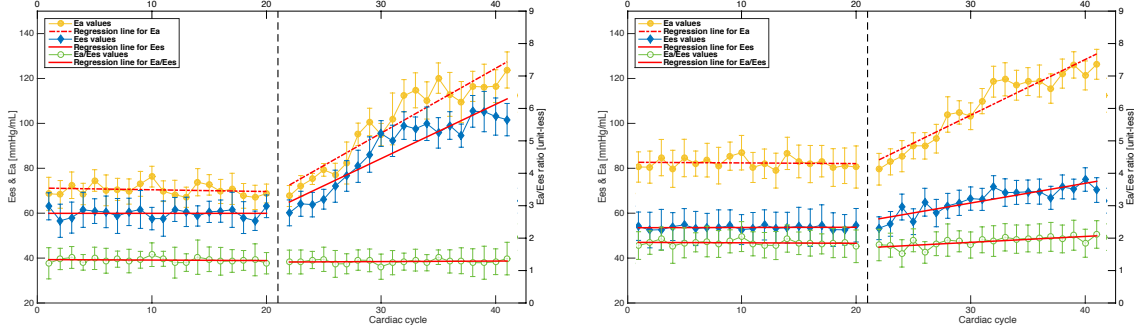 0 10 20 30 40
140
120
100
80
60
40
20
Ees & Ea [mmHg/mL]
Ea values
Regression line for Ea
Ees values
Regression line for Ees
Ea/Ees values
Regression line for Ea/Ees
9
8
7
6
5
4
3
2
1
0
Ea/Ees ratio [unit-less]
0 10 20 30 40
Cardiac cycle
0 10 20 30 40
140
120
100
80
60
40
20
Ees & Ea [mmHg/mL]
Ea values
Regression line for Ea
Ees values
Regression line for Ees
Ea/Ees values
Regression line for Ea/Ees
9
8
7
6
5
4
3
2
1
0
Ea/Ees ratio [unit-less]
0 10 20 30 40
Cardiac cycle